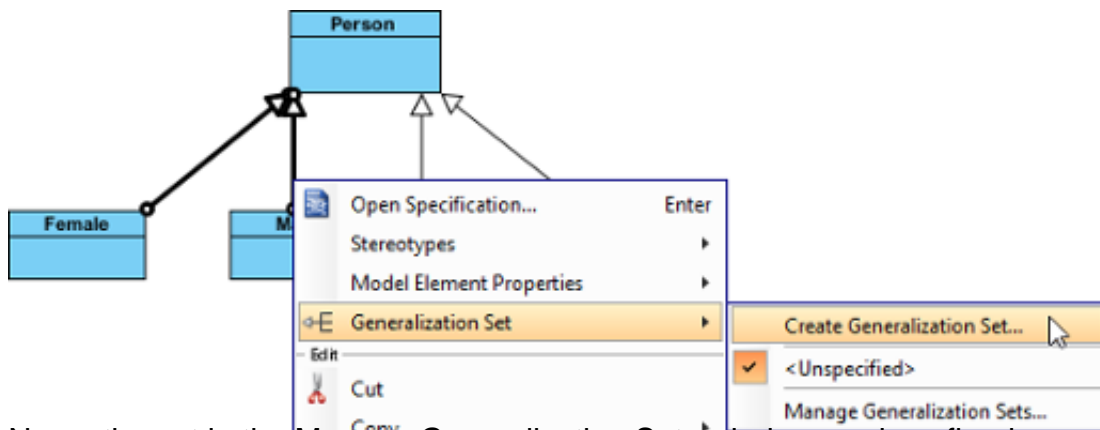 Person
Female
M
Open Specification... Enter
Stereotypes
Model Element Properties
Generalization Set
Create Generalization Set...
Edit
<Unspecified>
Cut
Manage Generalization Sets...
Copy